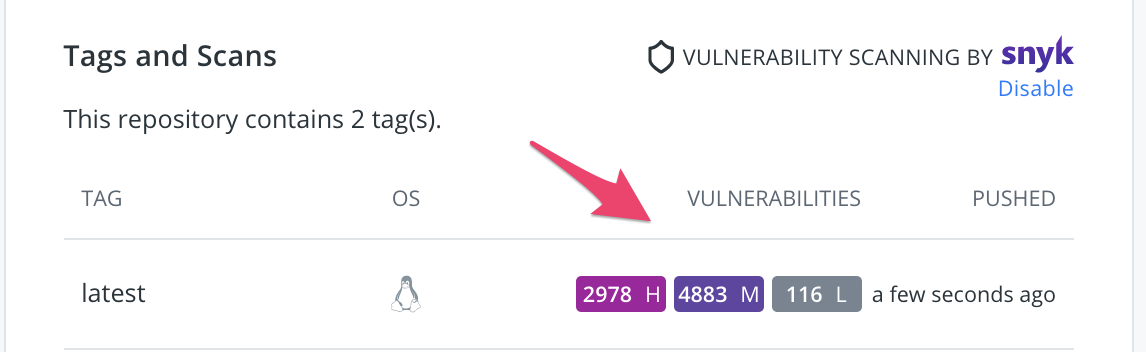 Tags and Scans
VULNERABILITY SCANNING BY snyk
Disable
This repository contains 2 tag(s).
TAG OS VULNERABILITIES PUSHED
latest 2978 H 4883 M 116 L a few seconds ago